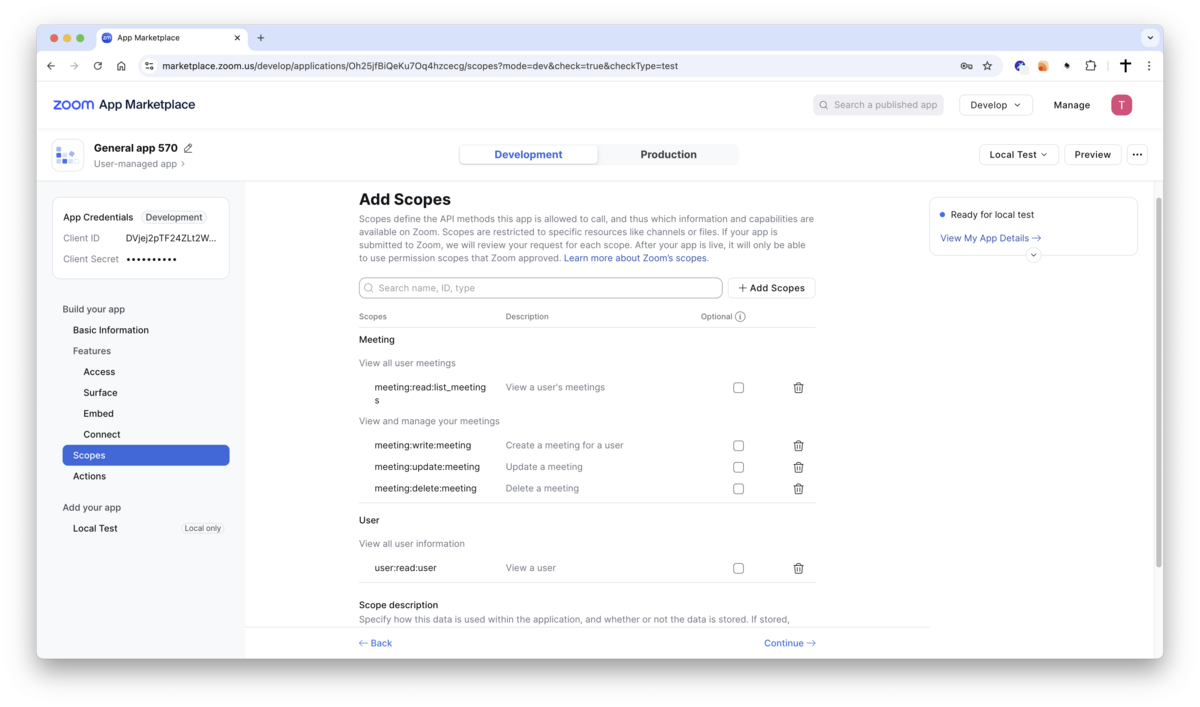 App Marketplace
marketplace.zoom.us/develop/applications/Oh25jfBiQeKu7Oq4hzcecg/scopes?mode=dev&check=true&checkType=test
zoom App Marketplace
Search a published app
Develop
Manage
T
General app 570
User-managed app
Development
Production
Local Test
Preview
App Credentials Development
Client ID DVjej2pTF24ZLt2W...
Client Secret ••••••••••
Build your app
Basic Information
Features
Access
Surface
Embed
Connect
Scopes
Actions
Add your app
Local Test Local only
Add Scopes
Scopes define the API methods this app is allowed to call, and thus which information and capabilities are
available on Zoom. Scopes are restricted to specific resources like channels or files. If your app is
submitted to Zoom, we will review your request for each scope. After your app is live, it will only be able
to use permission scopes that Zoom approved. Learn more about Zoom's scopes.
Search name, ID, type
+ Add Scopes
Scopes Description Optional
Meeting
View all user meetings
meeting:read:list_meeting
s
View a user's meetings
View and manage your meetings
meeting:write:meeting Create a meeting for a user
meeting:update:meeting Update a meeting
meeting:delete:meeting Delete a meeting
User
View all user information
user:read:user View a user
Scope description
Specify how this data is used within the application, and whether or not the data is stored. If stored,
← Back
Continue →
Ready for local test
View My App Details →